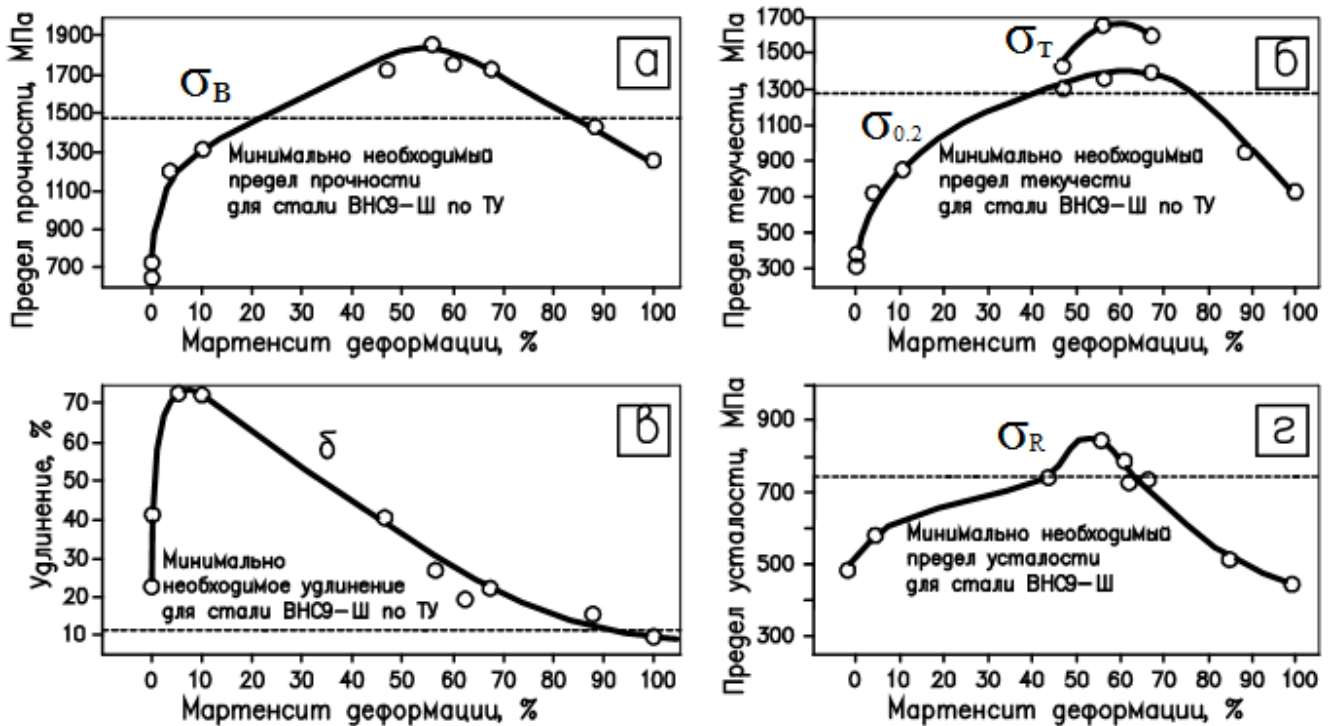 Предел прочности, МПа
1900
1700
1500
1300
1100
900
700
σ_B
а
Минимально необходимый
предел прочности
для стали ВНС9-Ш по ТУ
0 10 20 30 40 50 60 70 80 90 100
Мартенсит деформации, %
Предел текучести, МПа
1700
1500
1300
1100
900
700
500
300
σ_T
σ_0.2
б
Минимально необходимый
предел текучести
для стали ВНС9-Ш по ТУ
0 10 20 30 40 50 60 70 80 90 100
Мартенсит деформации, %
Удлинение, %
70
60
50
40
30
20
10
δ
в
Минимально
необходимое удлинение
для стали ВНС9-Ш по ТУ
0 10 20 30 40 50 60 70 80 90 100
Мартенсит деформации, %
Предел усталости, МПа
900
700
500
300
σ_R
г
Минимально необходимый
предел усталости
для стали ВНС9-Ш
0 10 20 30 40 50 60 70 80 90 100
Мартенсит деформации, %